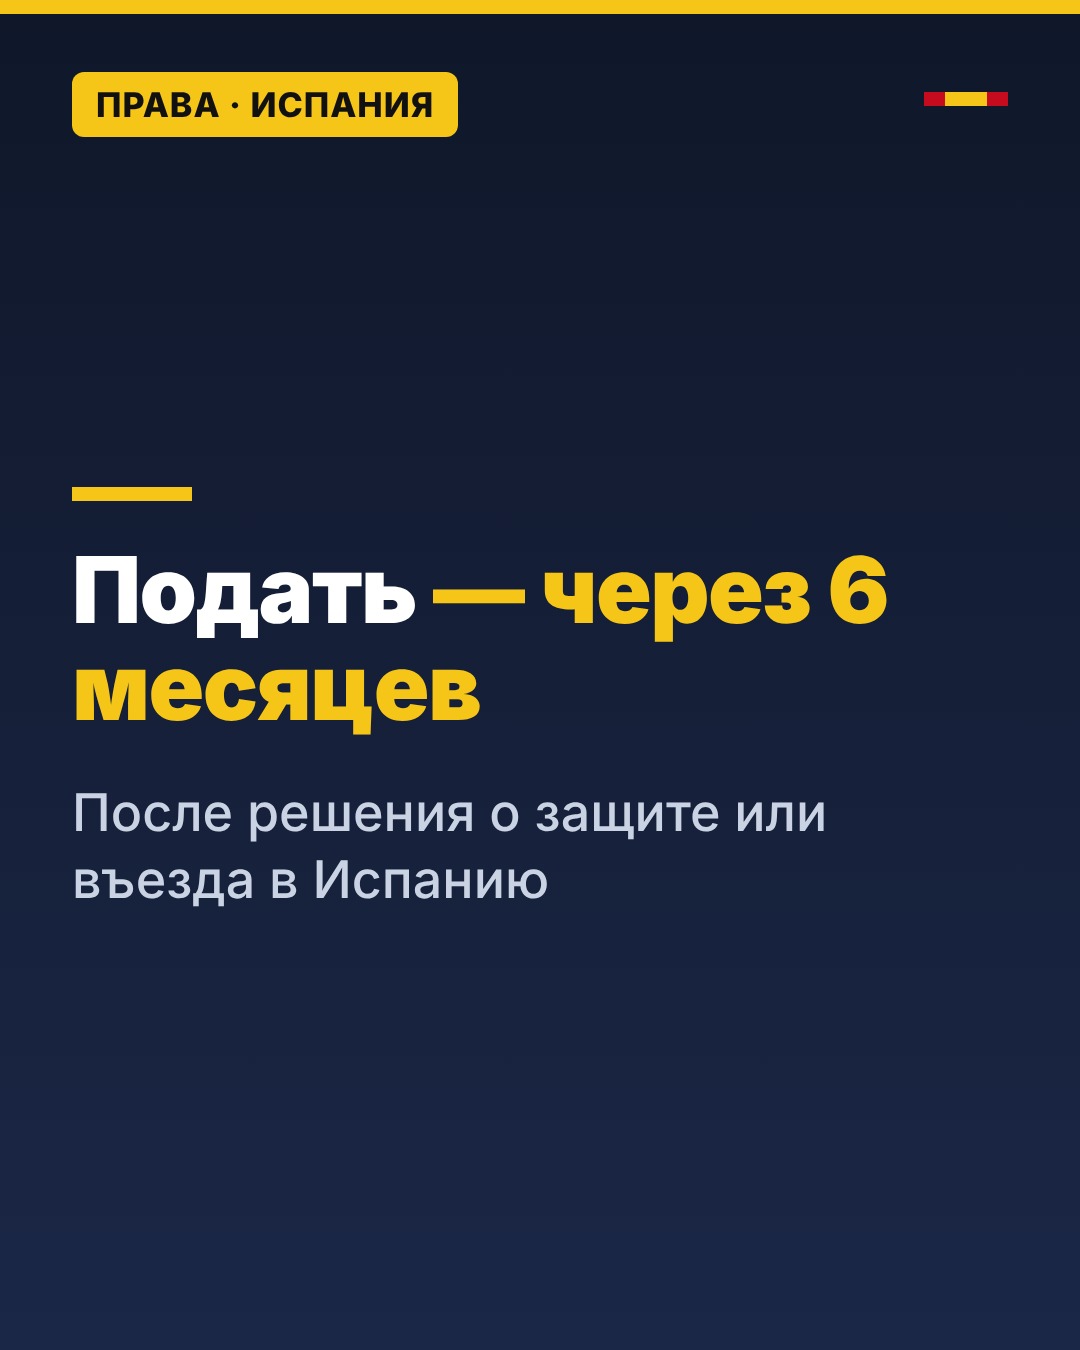 ПРАВА · ИСПАНИЯ
Подать — через 6
месяцев
После решения о защите или
въезда в Испанию